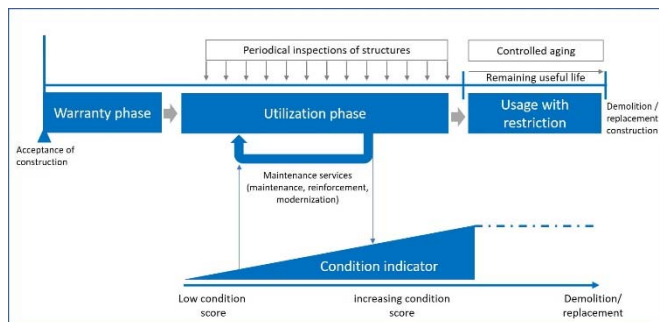 Periodical inspections of structures
Controlled aging
Remaining useful life
Warranty phase
Utilization phase
Usage with
restriction
Demolition /
replacement
construction
Acceptance of
construction
Maintenance services
(maintenance, reinforcement,
modernization)
Condition indicator
Low condition
score
increasing condition
score
Demolition/
replacement